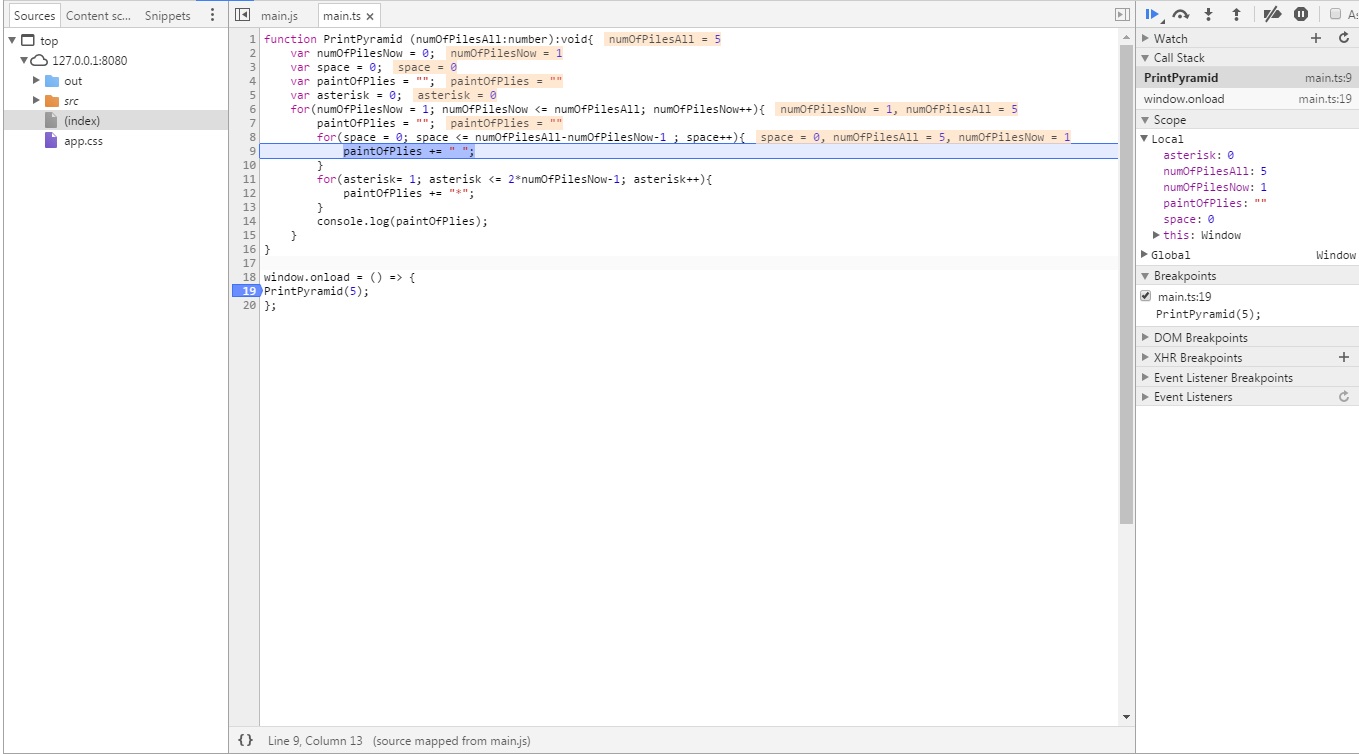 Sources Content sc... Snippets
top
127.0.0.1:8080
out
src
(index)
app.css
main.js main.ts ×
1 function PrintPyramid (numOfPilesAll:number):void{ numOfPilesAll = 5
2 var numOfPilesNow = 0; numOfPilesNow = 1
3 var space = 0; space = 0
4 var paintOfPlies = ""; paintOfPlies = ""
5 var asterisk = 0; asterisk = 0
6 for(numOfPilesNow = 1; numOfPilesNow <= numOfPilesAll; numOfPilesNow++){ numOfPilesNow = 1, numOfPilesAll = 5
7 paintOfPlies = ""; paintOfPlies = ""
8 for(space = 0; space <= numOfPilesAll-numOfPilesNow-1 ; space++){ space = 0, numOfPilesAll = 5, numOfPilesNow = 1
9 paintOfPlies += " ";
10 }
11 for(asterisk= 1; asterisk <= 2*numOfPilesNow-1; asterisk++){
12 paintOfPlies += "*";
13 }
14 console.log(paintOfPlies);
15 }
16 }
17
18 window.onload = () => {
19 PrintPyramid(5);
20 };
{} Line 9, Column 13 (source mapped from main.js)
As
Watch
Call Stack
PrintPyramid main.ts:9
window.onload main.ts:19
Scope
Local
asterisk: 0
numOfPilesAll: 5
numOfPilesNow: 1
paintOfPlies: ""
space: 0
this: Window
Global Window
Breakpoints
main.ts:19
PrintPyramid(5);
DOM Breakpoints
XHR Breakpoints
Event Listener Breakpoints
Event Listeners